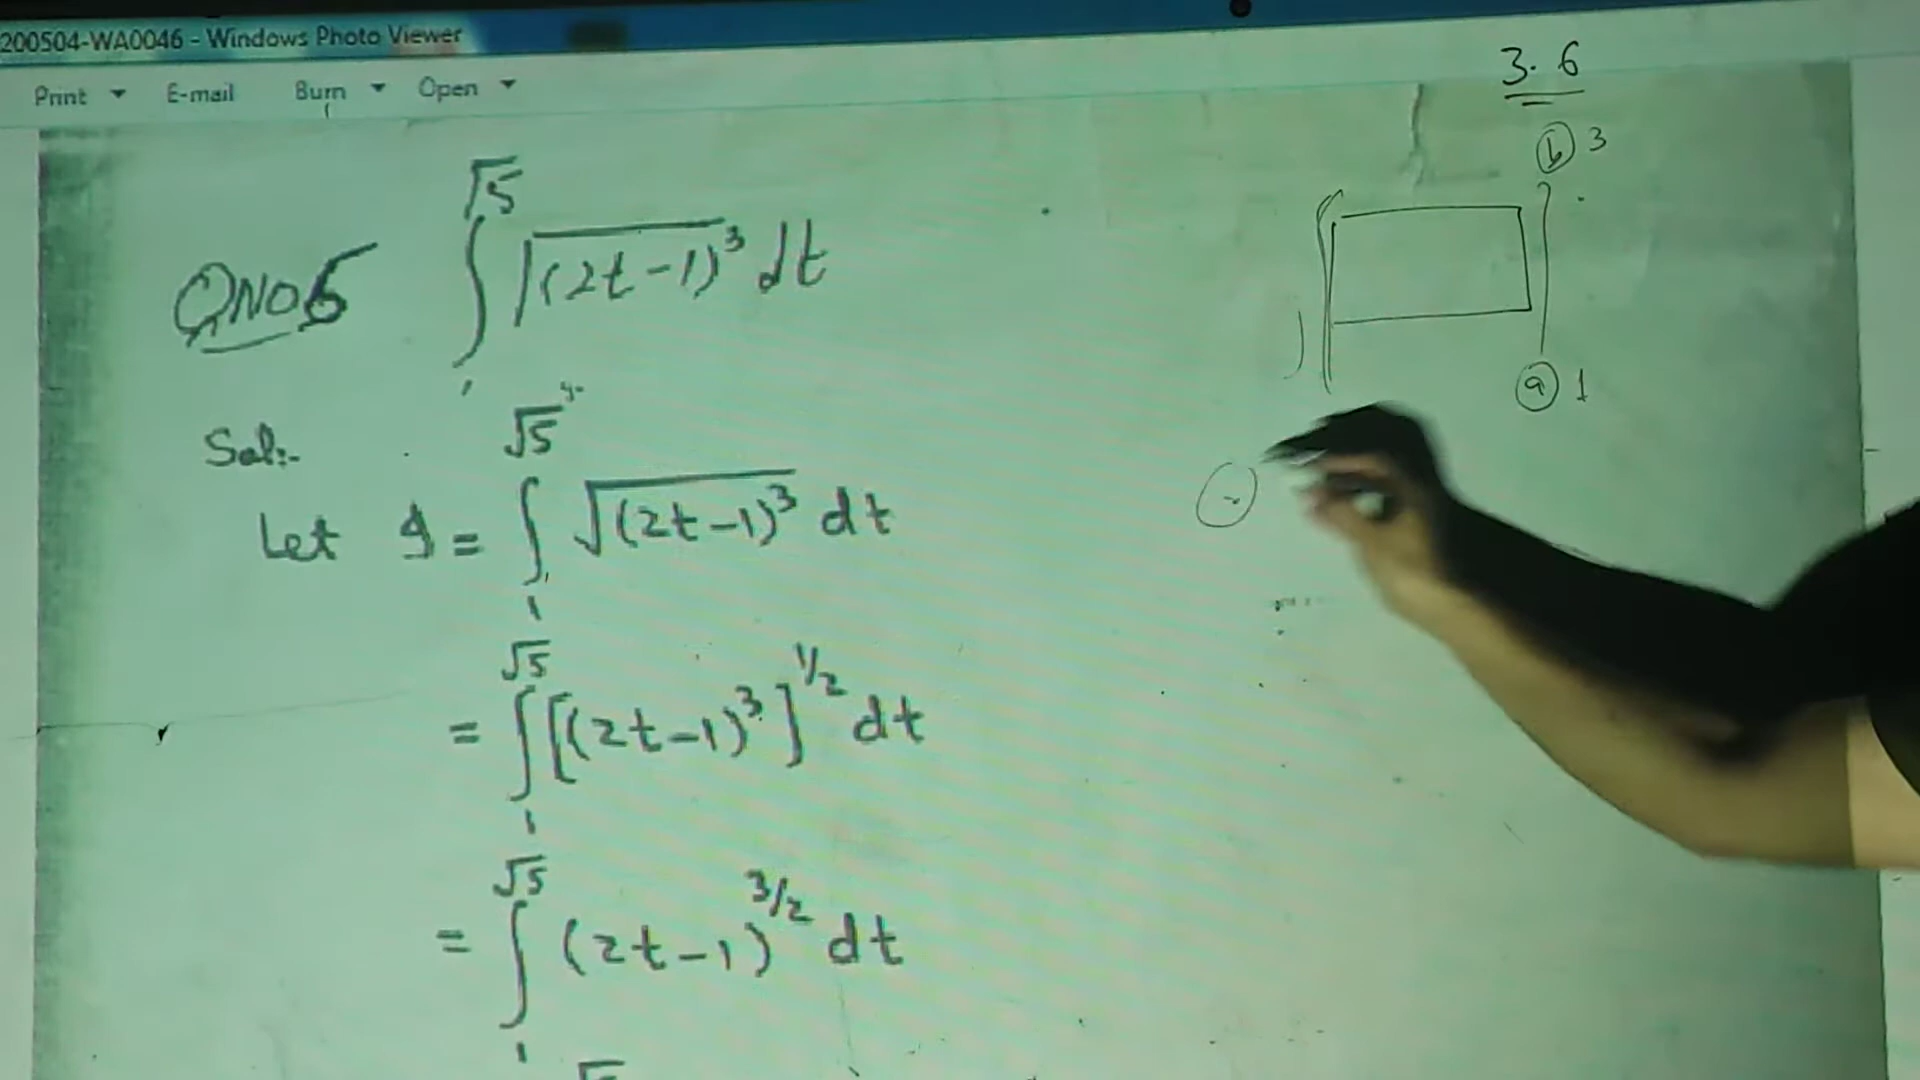 200504-WA0046 - Windows Photo Viewer
Print E-mail Burn Open
3.6
QNo6 ∫₁^√5 √(2t-1)³ dt
b 3
a 1
Sol:-
Let I = ∫₁^√5 √(2t-1)³ dt
= ∫₁^√5 [(2t-1)³]^1/2 dt
= ∫₁^√5 (2t-1)^3/2 dt